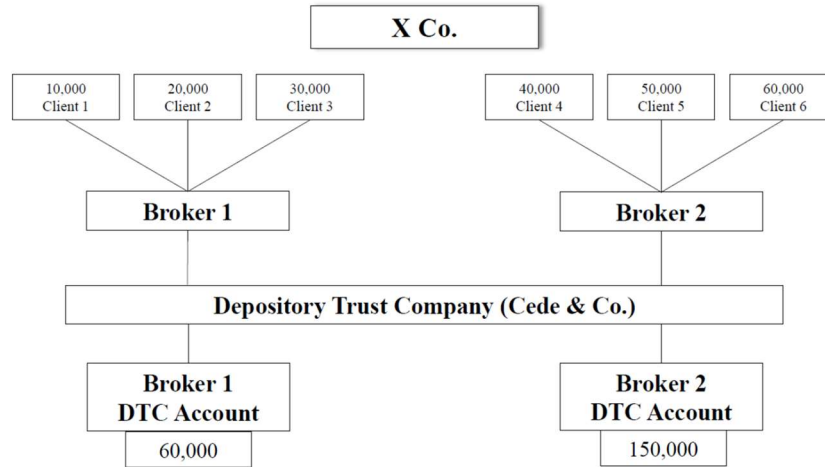 X Co.
10,000
Client 1
20,000
Client 2
30,000
Client 3
40,000
Client 4
50,000
Client 5
60,000
Client 6
Broker 1
Broker 2
Depository Trust Company (Cede & Co.)
Broker 1
DTC Account
60,000
Broker 2
DTC Account
150,000